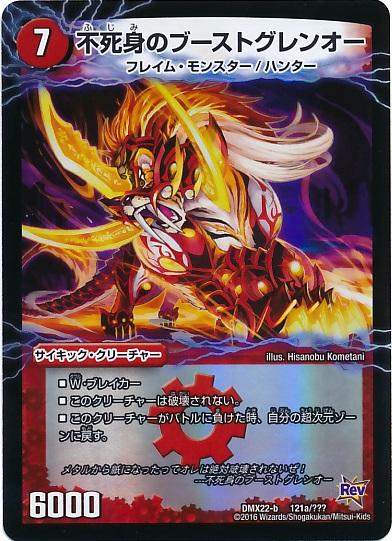 7
ふじみ
不死身のブーストグレンオー
フレイム・モンスター / ハンター
サイキック・クリーチャー
illus. Hisanobu Kometani
■W・ブレイカー
■このクリーチャーは破壊されない。
■このクリーチャーがバトルに負けた時、自分の超次元ゾー
ンに戻す。
メタルから紙になったってオレは絶対破壊されないぜ!
---不死身のブーストグレンオー
6000
Rev
DMX22-b 121a/???
©2016 Wizards/Shogakukan/Mitsui-Kids